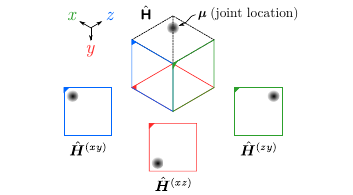 x z
y
Ĥ
μ (joint location)
Ĥ^(xy)
Ĥ^(zy)
Ĥ^(xz)